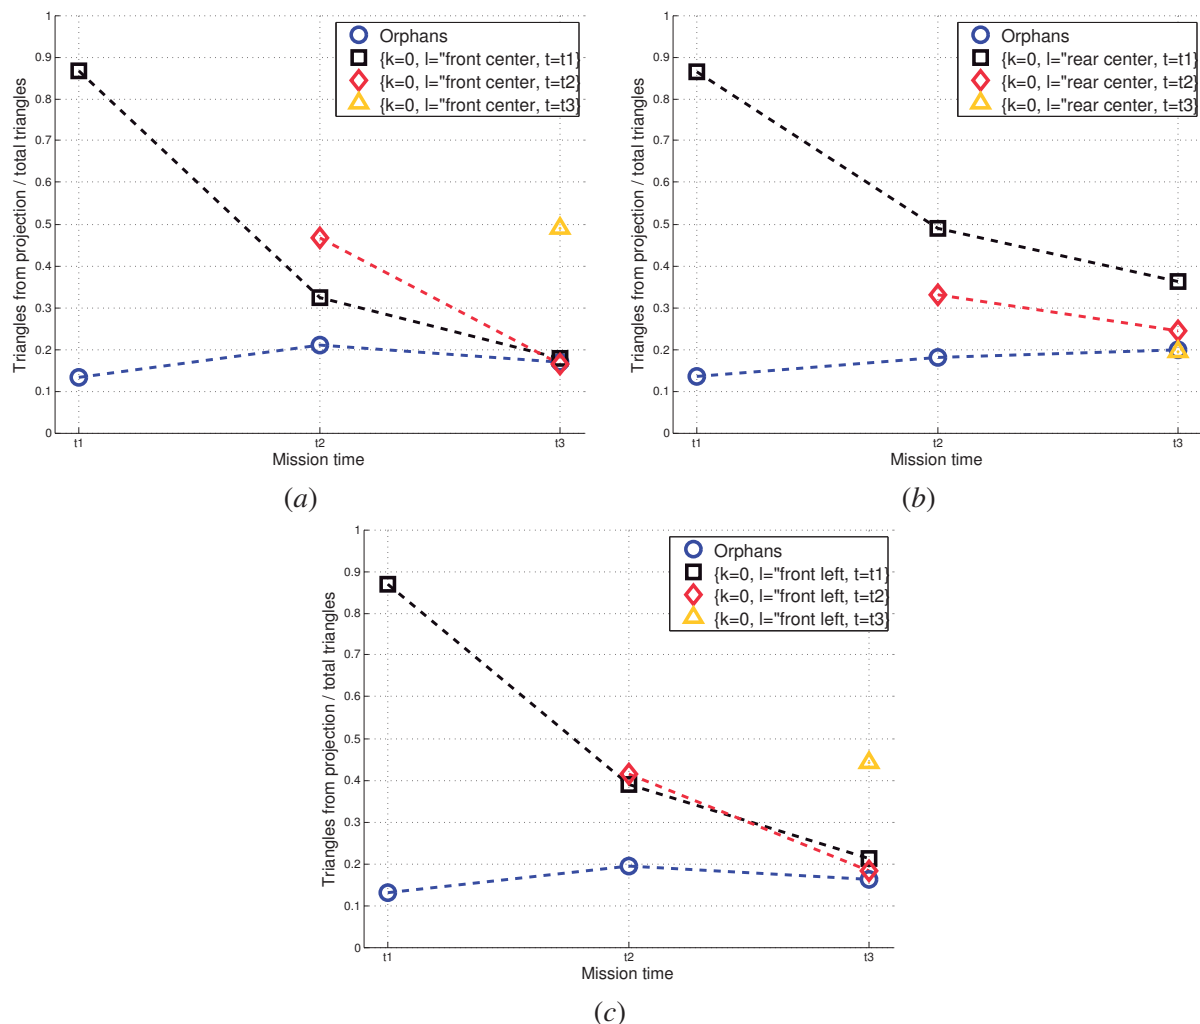 1
0.9
0.8
0.7
0.6
0.5
0.4
0.3
0.2
0.1
0
Triangles from projection / total triangles
Orphans
{k=0, l="front center, t=t1}
{k=0, l="front center, t=t2}
{k=0, l="front center, t=t3}
t1 t2 t3
Mission time
(a)
1
0.9
0.8
0.7
0.6
0.5
0.4
0.3
0.2
0.1
0
Triangles from projection / total triangles
Orphans
{k=0, l="rear center, t=t1}
{k=0, l="rear center, t=t2}
{k=0, l="rear center, t=t3}
t1 t2 t3
Mission time
(b)
1
0.9
0.8
0.7
0.6
0.5
0.4
0.3
0.2
0.1
0
Triangles from projection / total triangles
Orphans
{k=0, l="front left, t=t1}
{k=0, l="front left, t=t2}
{k=0, l="front left, t=t3}
t1 t2 t3
Mission time
(c)